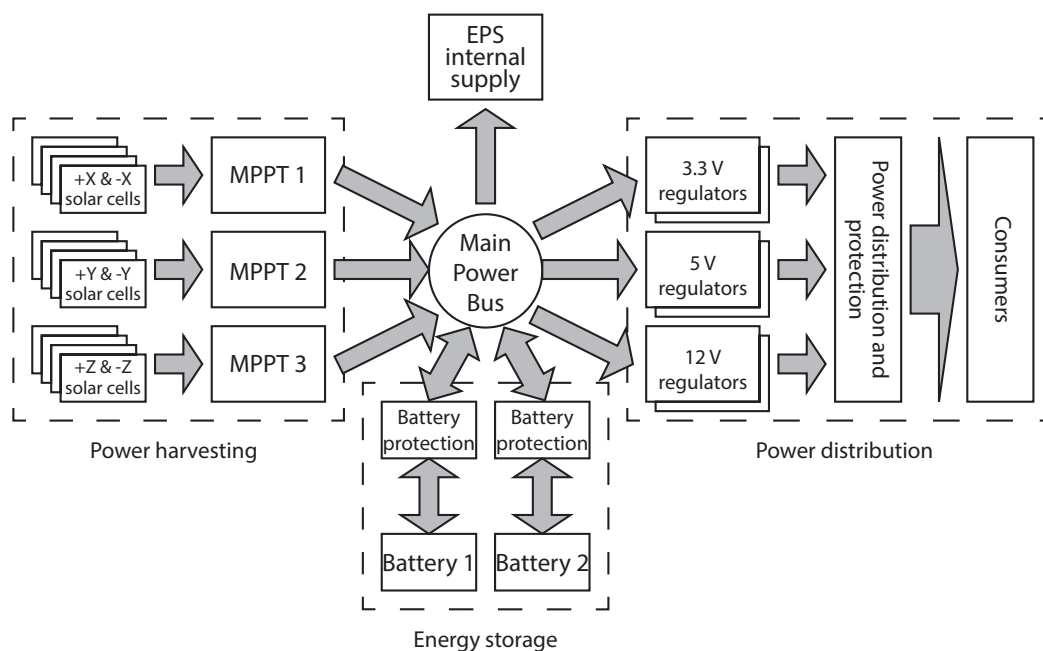 EPS
internal
supply
+X & -X
solar cells
MPPT 1
+Y & -Y
solar cells
MPPT 2
+Z & -Z
solar cells
MPPT 3
Power harvesting
Main
Power
Bus
Battery
protection
Battery
protection
Battery 1
Battery 2
Energy storage
3.3 V
regulators
5 V
regulators
12 V
regulators
Power distribution and
protection
Consumers
Power distribution